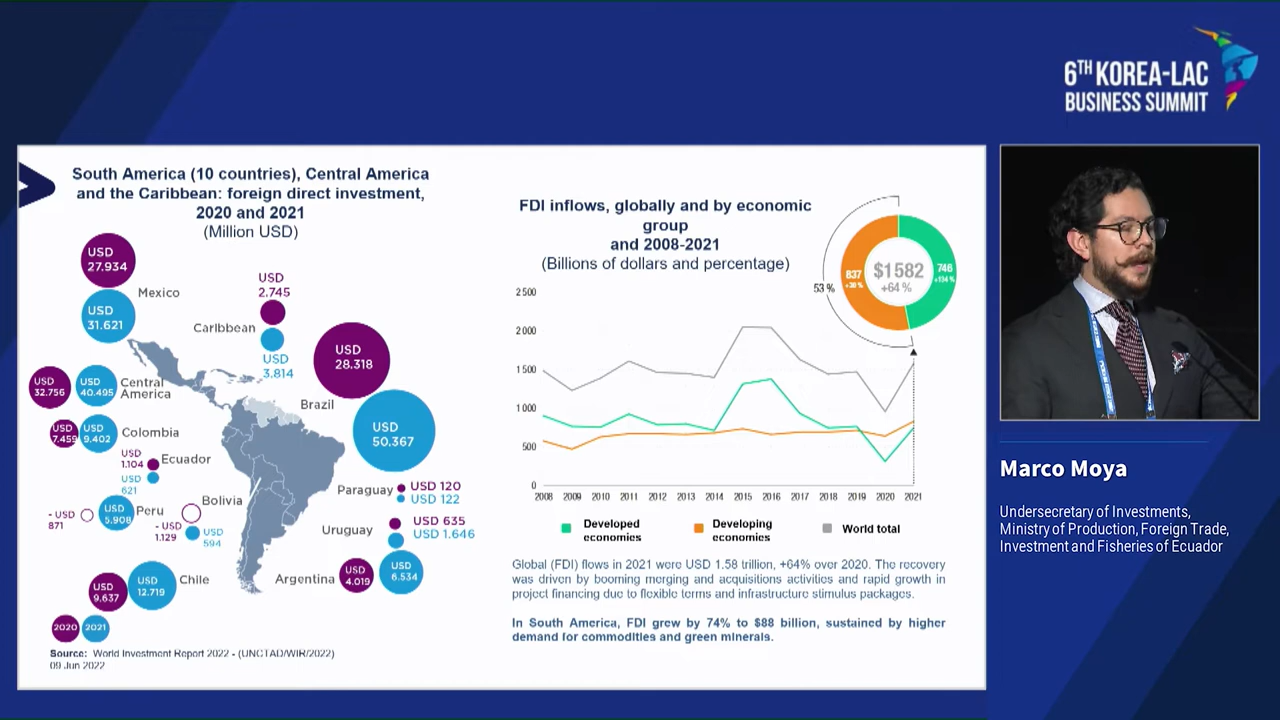 6TH KOREA-LAC
BUSINESS SUMMIT
South America (10 countries), Central America
and the Caribbean: foreign direct investment,
2020 and 2021
(Million USD)
USD
27.934
USD
31.621
Mexico
USD
2.745
Caribbean
USD
3.814
USD
28.318
Brazil
USD
50.367
USD
32.756
USD
40.495
Central
America
USD
7.459
USD
9.402
Colombia
USD
1.104
Ecuador
USD
621
- USD
871
USD
5.908
Peru
Bolivia
- USD
1.129
USD
594
Paraguay
USD 120
USD 122
Uruguay
USD 635
USD 1.646
Argentina
USD
4.019
USD
6.534
USD
9.637
USD
12.719
Chile
2020
2021
Source: World Investment Report 2022 - (UNCTAD/WIR/2022)
09 Jun 2022
FDI inflows, globally and by economic
group
and 2008-2021
(Billions of dollars and percentage)
53 %
837
+30 %
$1582
+64 %
746
+134 %
2 500
2 000
1 500
1 000
500
0
2008 2009 2010 2011 2012 2013 2014 2015 2016 2017 2018 2019 2020 2021
Developed
economies
Developing
economies
World total
Global (FDI) flows in 2021 were USD 1.58 trillion, +64% over 2020. The recovery
was driven by booming merging and acquisitions activities and rapid growth in
project financing due to flexible terms and infrastructure stimulus packages.
In South America, FDI grew by 74% to $88 billion, sustained by higher
demand for commodities and green minerals.
Marco Moya
Undersecretary of Investments,
Ministry of Production, Foreign Trade,
Investment and Fisheries of Ecuador